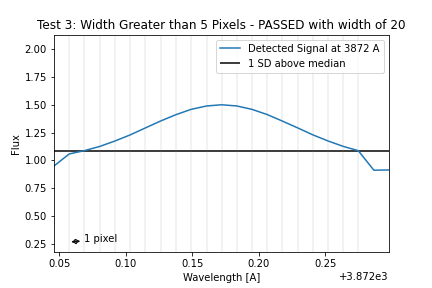 Test 3: Width Greater than 5 Pixels - PASSED with width of 20
Detected Signal at 3872 A
1 SD above median
2.00
1.75
1.50
1.25
1.00
0.75
0.50
0.25
Flux
1 pixel
0.05 0.10 0.15 0.20 0.25
Wavelength [A]
+3.872e3